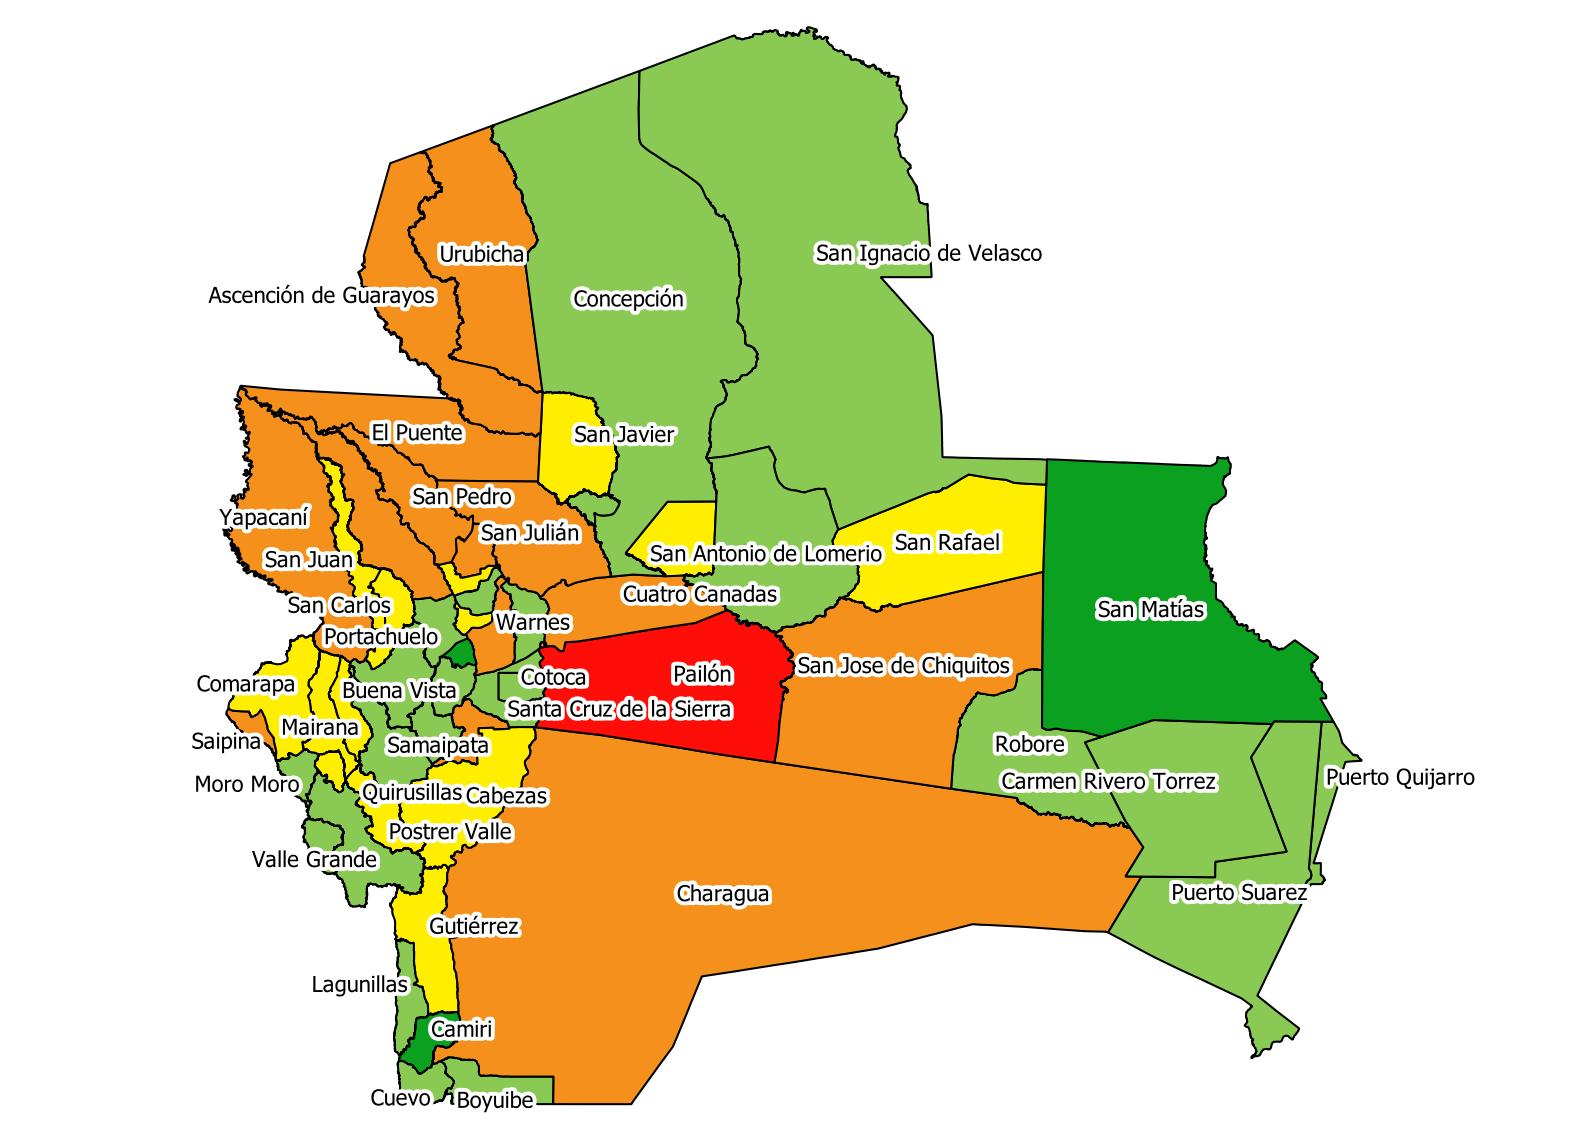 San Ignacio de Velasco
Urubicha
Ascención de Guarayos
Concepción
El Puente
San Javier
San Pedro
Yapacaní
San Julián
San Juan
San Antonio de Lomerio
San Rafael
San Carlos
Cuatro Canadas
San Matías
Portachuelo
Warnes
Comarapa
Buena Vista
Cotoca
Pailón
San Jose de Chiquitos
Santa Cruz de la Sierra
Mairana
Saipina
Samaipata
Robore
Moro Moro
Quirusillas
Cabezas
Carmen Rivero Torrez
Puerto Quijarro
Postrer Valle
Valle Grande
Charagua
Puerto Suarez
Gutiérrez
Lagunillas
Camiri
Cuevo
Boyuibe